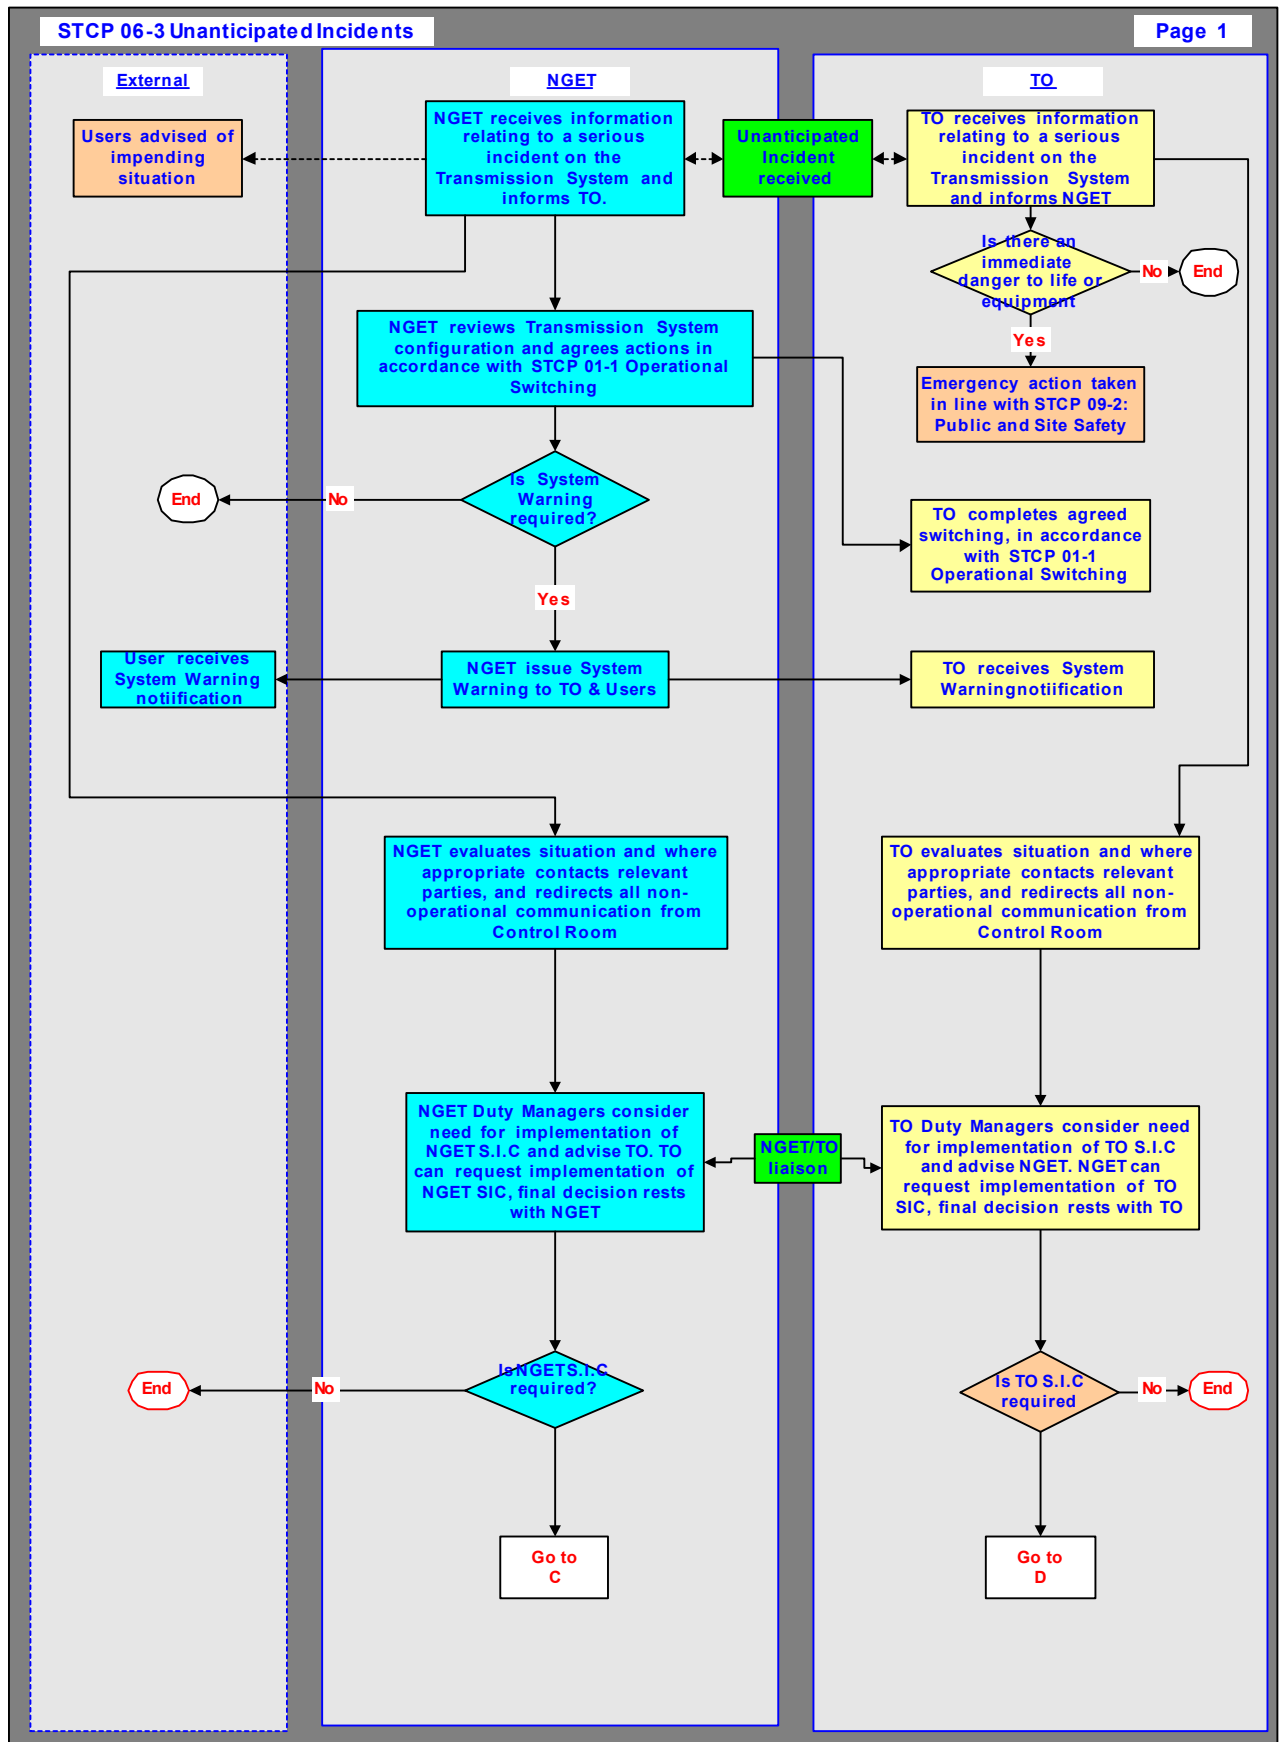 STCP 06-3 Unanticipated Incidents
Page 1
External
NGET
TO
Users advised of
impending
situation
NGET receives information
relating to a serious
incident on the
Transmission System and
informs TO.
Unanticipated
Incident
received
TO receives information
relating to a serious
incident on the
Transmission System
and informs NGET
Is there an
immediate
danger to life or
equipment
No
End
Yes
NGET reviews Transmission System
configuration and agrees actions in
accordance with STCP 01-1 Operational
Switching
Emergency action taken
in line with STCP 09-2:
Public and Site Safety
Is System
Warning
required?
No
End
TO completes agreed
switching, in accordance
with STCP 01-1
Operational Switching
Yes
User receives
System Warning
notiification
NGET issue System
Warning to TO & Users
TO receives System
Warningnotiification
NGET evaluates situation and where
appropriate contacts relevant
parties, and redirects all non-
operational communication from
Control Room
TO evaluates situation and where
appropriate contacts relevant
parties, and redirects all non-
operational communication from
Control Room
NGET Duty Managers consider
need for implementation of
NGET S.I.C and advise TO. TO
can request implementation of
NGET SIC, final decision rests
with NGET
NGET/TO
liaison
TO Duty Managers consider need
for implementation of TO S.I.C
and advise NGET. NGET can
request implementation of TO
SIC, final decision rests with TO
End
No
IsNGETS.I.C
required?
Is TO S.I.C
required
No
End
Go to
C
Go to
D